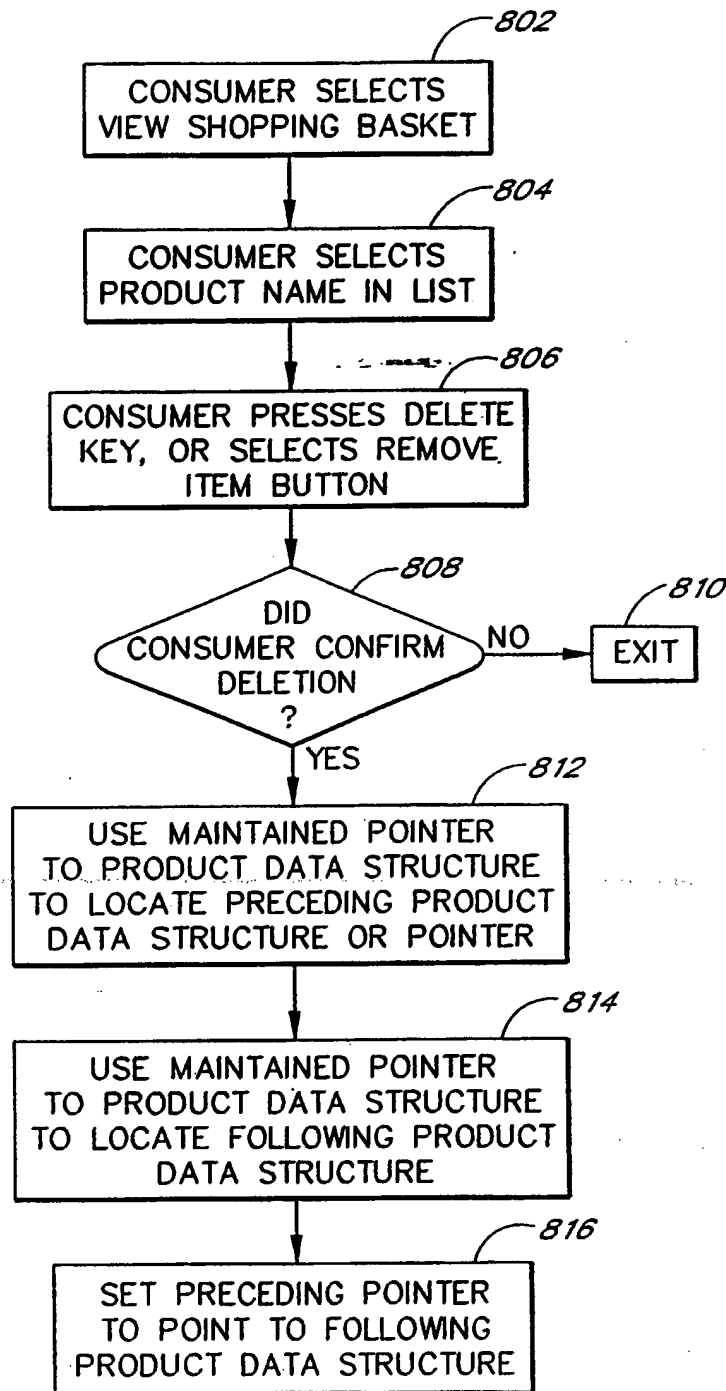 802
CONSUMER SELECTS
VIEW SHOPPING BASKET
804
CONSUMER SELECTS
PRODUCT NAME IN LIST
806
CONSUMER PRESSES DELETE
KEY, OR SELECTS REMOVE
ITEM BUTTON
808
DID
CONSUMER CONFIRM
DELETION
?
NO
810
EXIT
YES
812
USE MAINTAINED POINTER
TO PRODUCT DATA STRUCTURE
TO LOCATE PRECEDING PRODUCT
DATA STRUCTURE OR POINTER
814
USE MAINTAINED POINTER
TO PRODUCT DATA STRUCTURE
TO LOCATE FOLLOWING PRODUCT
DATA STRUCTURE
816
SET PRECEDING POINTER
TO POINT TO FOLLOWING
PRODUCT DATA STRUCTURE